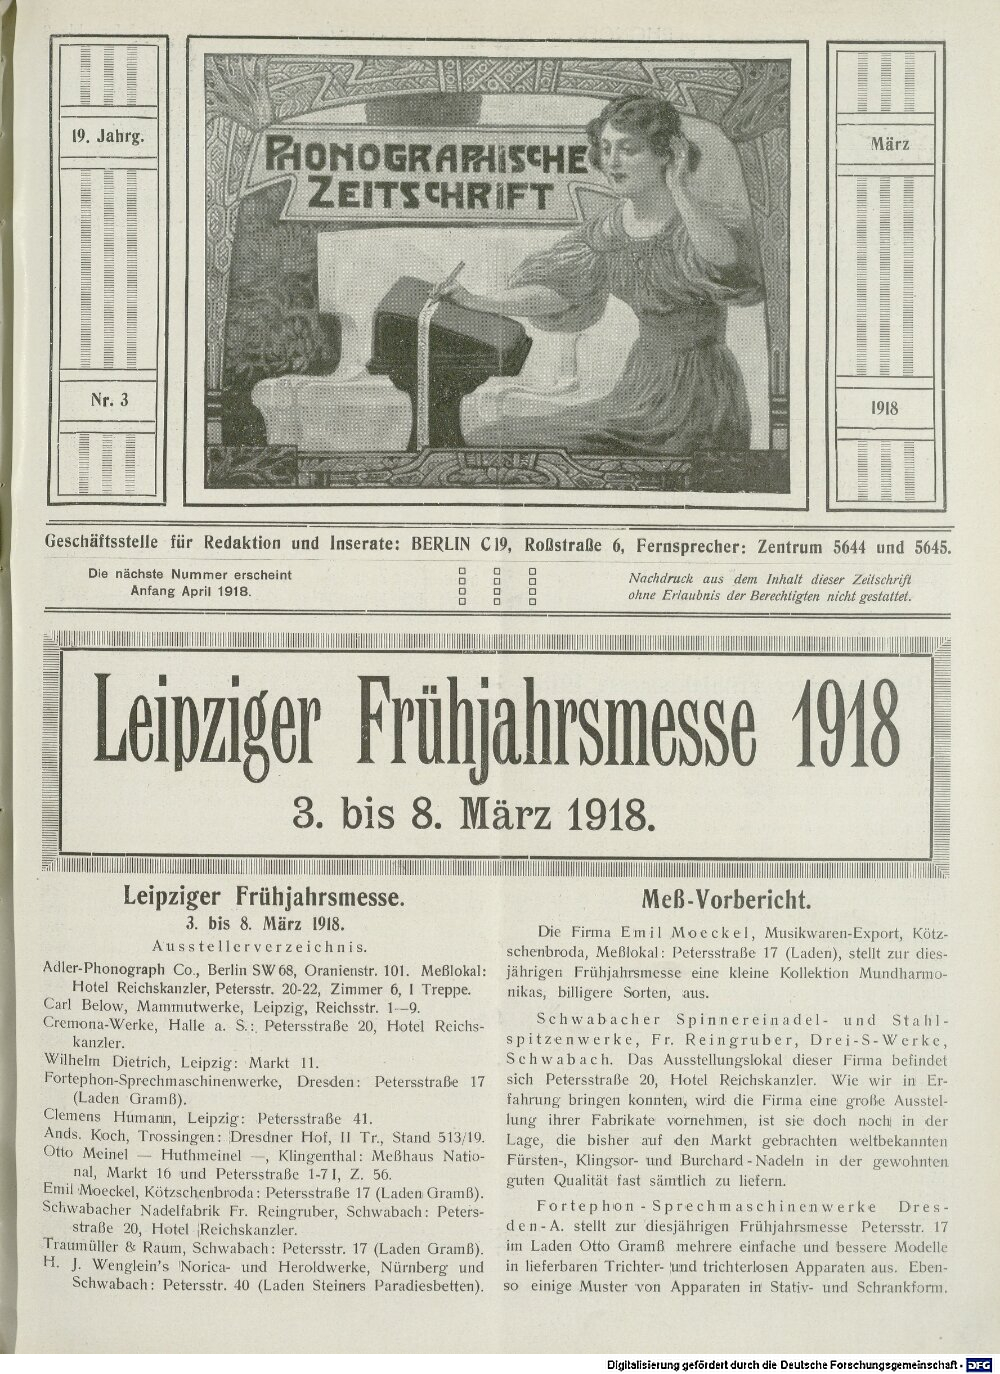 19. Jahrg.
Nr. 3
PHONOGRAPHISCHE
ZEITSCHRIFT
März
1918
Geschäftsstelle für Redaktion und Inserate: BERLIN C 19, Roßstraße 6, Fernsprecher: Zentrum 5644 und 5645.
Die nächste Nummer erscheint
Anfang April 1918.
Nachdruck aus dem Inhalt dieser Zeitschrift
ohne Erlaubnis der Berechtigten nicht gestattet.
Leipziger Frühjahrsmesse 1918
3. bis 8. März 1918.
Leipziger Frühjahrsmesse.
3. bis 8. März 1918.
Ausstellerverzeichnis.
Adler-Phonograph Co., Berlin SW 68, Oranienstr. 101. Meßlokal:
Hotel Reichskanzler, Petersstr. 20-22, Zimmer 6, I Treppe.
Carl Below, Mammutwerke, Leipzig, Reichsstr. 1—9.
Cremona-Werke, Halle a. S.: Petersstraße 20, Hotel Reichs-
kanzler.
Wilhelm Dietrich, Leipzig: Markt 11.
Fortephon-Sprechmaschinenwerke, Dresden: Petersstraße 17
(Laden Gramß).
Clemens Humann, Leipzig: Petersstraße 41.
Ands. Koch, Trossingen: Dresdner Hof, II Tr., Stand 513/19.
Otto Meinel — Huthmeinel —, Klingenthal: Meßhaus Natio-
nal, Markt 16 und Petersstraße 1-7 I, Z. 56.
Emil Moeckel, Kötzschenbroda: Petersstraße 17 (Laden Gramß).
Schwabacher Nadelfabrik Fr. Reingruber, Schwabach: Peters-
straße 20, Hotel Reichskanzler.
Traumüller & Raum, Schwabach: Petersstr. 17 (Laden Gramß).
H. J. Wenglein's Norica- und Heroldwerke, Nürnberg und
Schwabach: Petersstr. 40 (Laden Steiners Paradiesbetten).
Meß-Vorbericht.
Die Firma Emil Moeckel, Musikwaren-Export, Kötz-
schenbroda, Meßlokal: Petersstraße 17 (Laden), stellt zur dies-
jährigen Frühjahrsmesse eine kleine Kollektion Mundharmo-
nikas, billigere Sorten, aus.
Schwabacher Spinnereinadel- und Stahl-
spitzenwerke, Fr. Reingruber, Drei-S-Werke,
Schwabach. Das Ausstellungslokal dieser Firma befindet
sich Petersstraße 20, Hotel Reichskanzler. Wie wir in Er-
fahrung bringen konnten, wird die Firma eine große Ausstel-
lung ihrer Fabrikate vornehmen, ist sie doch noch in der
Lage, die bisher auf den Markt gebrachten weltbekannten
Fürsten-, Klingsor- und Burchard-Nadeln in der gewohnten
guten Qualität fast sämtlich zu liefern.
Fortephon-Sprechmaschinenwerke Dres-
den-A. stellt zur diesjährigen Frühjahrsmesse Petersstr. 17
im Laden Otto Gramß mehrere einfache und bessere Modelle
in lieferbaren Trichter- und trichterlosen Apparaten aus. Eben-
so einige Muster von Apparaten in Stativ- und Schrankform.
Digitalisierung gefördert durch die Deutsche Forschungsgemeinschaft - DFG